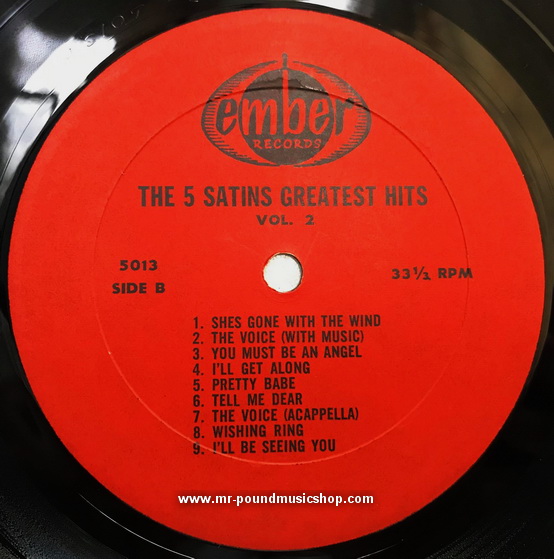 ember
RECORDS
THE 5 SATINS GREATEST HITS
VOL. 2
5013
SIDE B
33 1/3 RPM
1. SHES GONE WITH THE WIND
2. THE VOICE (WITH MUSIC)
3. YOU MUST BE AN ANGEL
4. I'LL GET ALONG
5. PRETTY BABE
6. TELL ME DEAR
7. THE VOICE (ACAPPELLA)
8. WISHING RING
9. I'LL BE SEEING YOU
www.mr-poundmusicshop.com